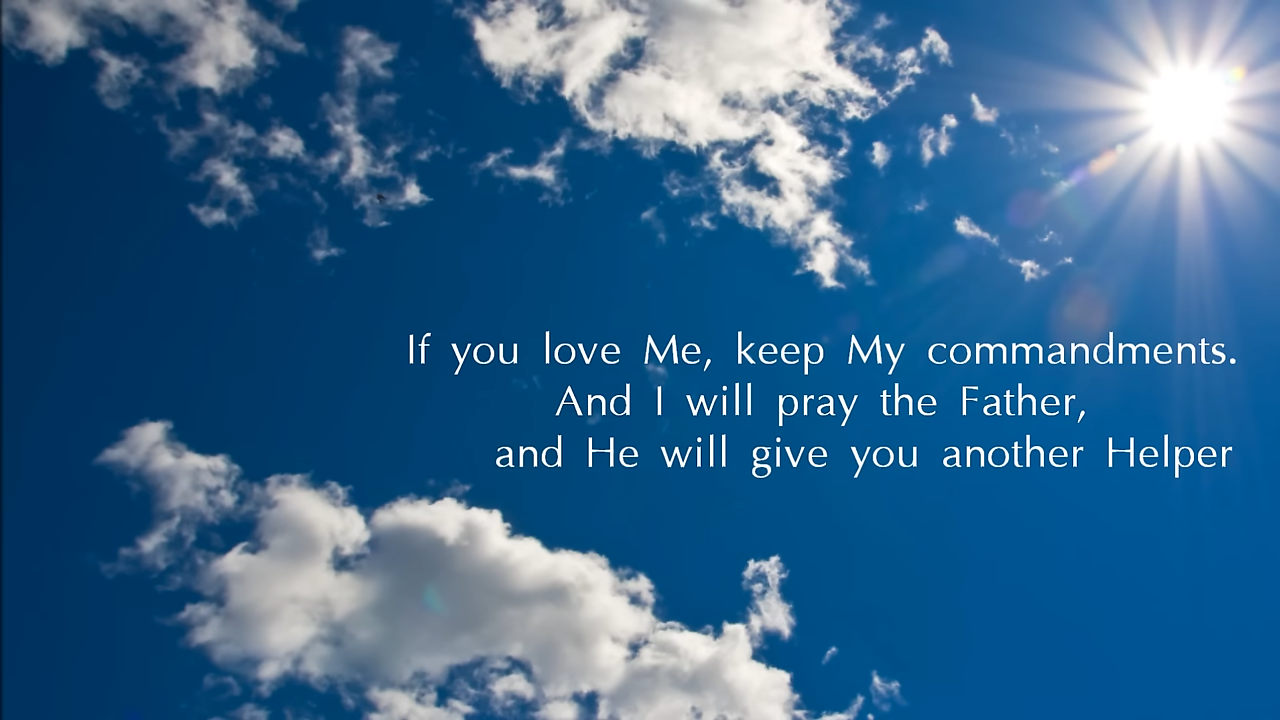 If you love Me, keep My commandments.
And I will pray the Father,
and He will give you another Helper